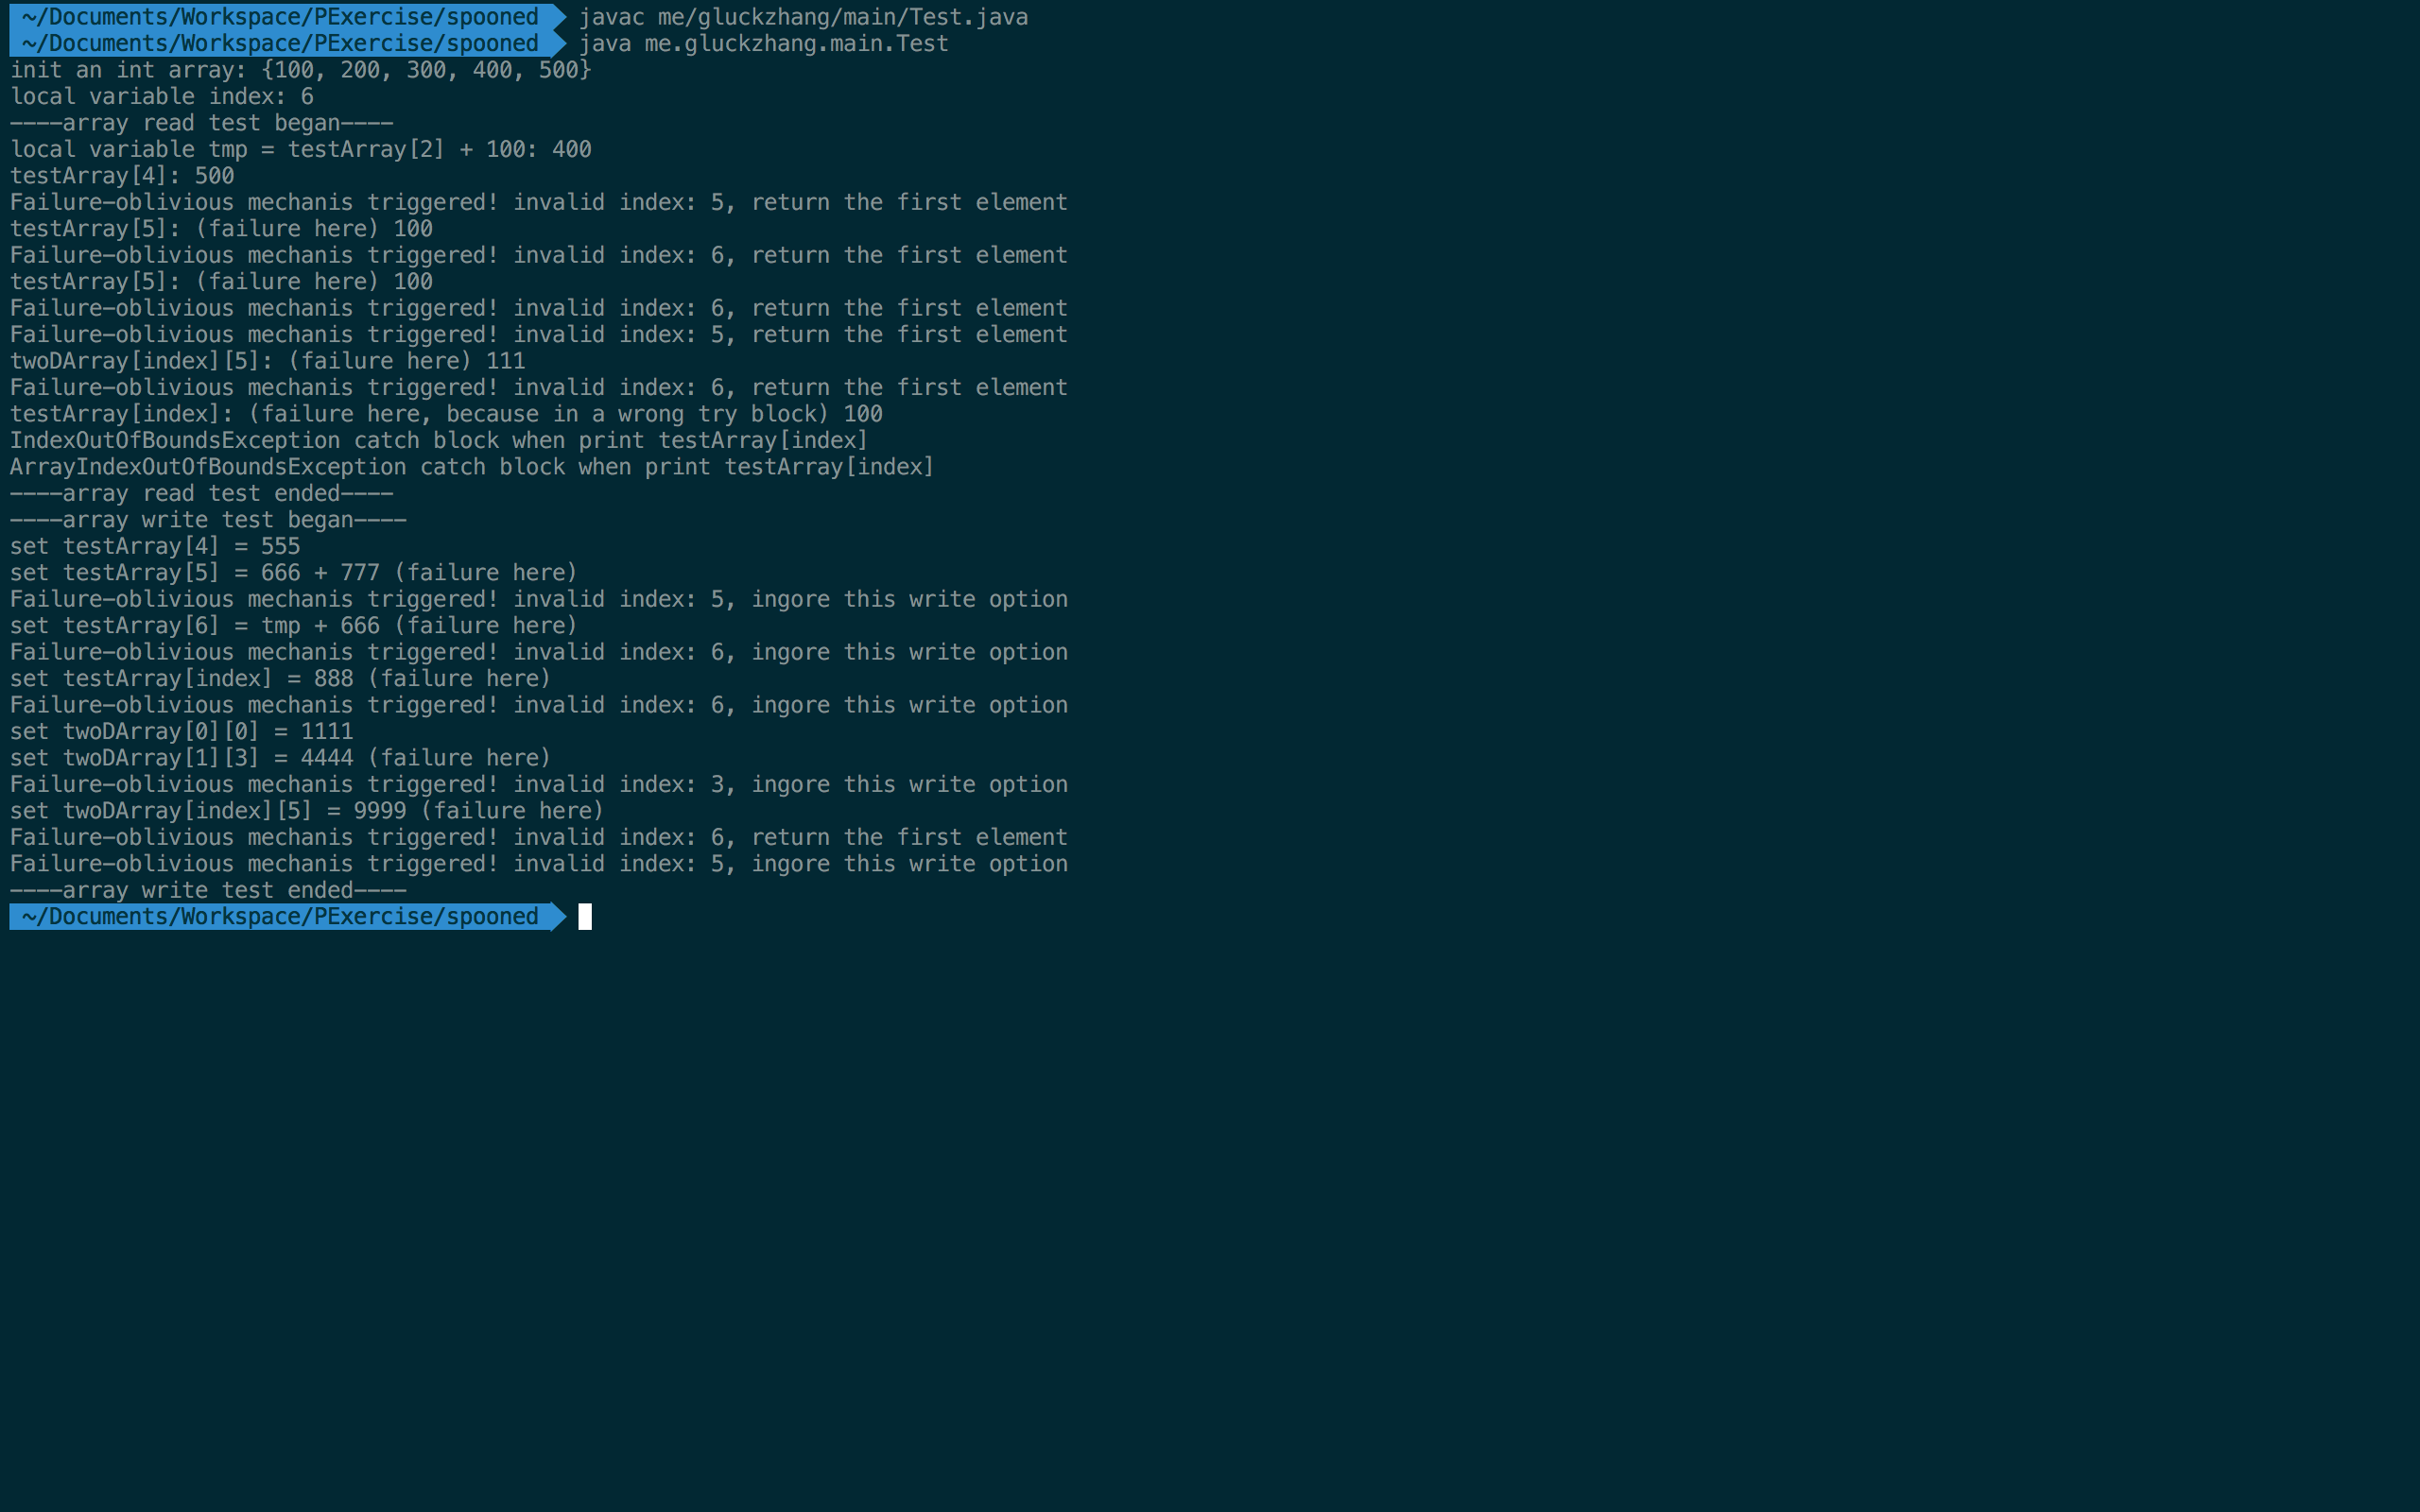 ~/Documents/Workspace/PExercise/spooned javac me/gluckzhang/main/Test.java
~/Documents/Workspace/PExercise/spooned java me.gluckzhang.main.Test
init an int array: {100, 200, 300, 400, 500}
local variable index: 6
----array read test began----
local variable tmp = testArray[2] + 100: 400
testArray[4]: 500
Failure-oblivious mechanis triggered! invalid index: 5, return the first element
testArray[5]: (failure here) 100
Failure-oblivious mechanis triggered! invalid index: 6, return the first element
testArray[5]: (failure here) 100
Failure-oblivious mechanis triggered! invalid index: 6, return the first element
Failure-oblivious mechanis triggered! invalid index: 5, return the first element
twoDArray[index][5]: (failure here) 111
Failure-oblivious mechanis triggered! invalid index: 6, return the first element
testArray[index]: (failure here, because in a wrong try block) 100
IndexOutOfBoundsException catch block when print testArray[index]
ArrayIndexOutOfBoundsException catch block when print testArray[index]
----array read test ended----
----array write test began----
set testArray[4] = 555
set testArray[5] = 666 + 777 (failure here)
Failure-oblivious mechanis triggered! invalid index: 5, ingore this write option
set testArray[6] = tmp + 666 (failure here)
Failure-oblivious mechanis triggered! invalid index: 6, ingore this write option
set testArray[index] = 888 (failure here)
Failure-oblivious mechanis triggered! invalid index: 6, ingore this write option
set twoDArray[0][0] = 1111
set twoDArray[1][3] = 4444 (failure here)
Failure-oblivious mechanis triggered! invalid index: 3, ingore this write option
set twoDArray[index][5] = 9999 (failure here)
Failure-oblivious mechanis triggered! invalid index: 6, return the first element
Failure-oblivious mechanis triggered! invalid index: 5, ingore this write option
----array write test ended----
~/Documents/Workspace/PExercise/spooned